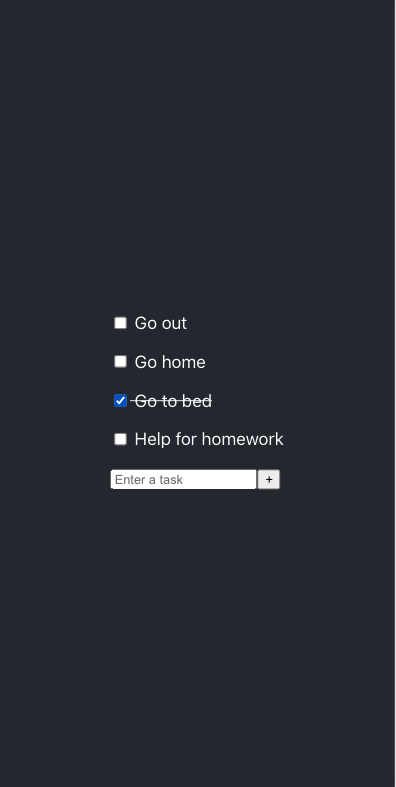 Go out
Go home
Go to bed
Help for homework
Enter a task +